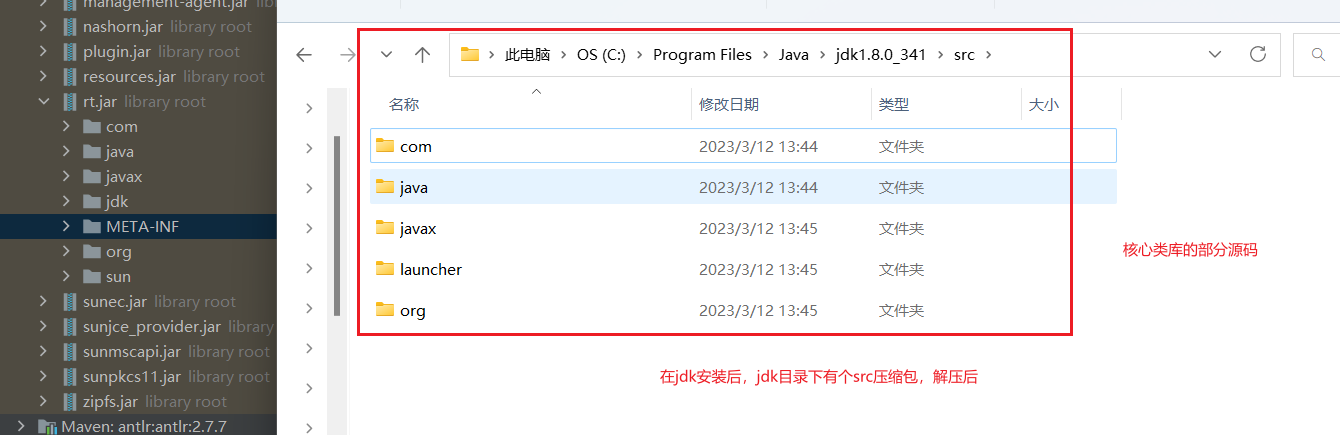 management-agent.jar library root
nashorn.jar library root
plugin.jar library root
resources.jar library root
rt.jar library root
com
java
javax
jdk
META-INF
org
sun
sunec.jar library root
sunjce_provider.jar library
sunmscapi.jar library root
sunpkcs11.jar library root
zipfs.jar library root
Maven: antlr:antlr:2.7.7
此电脑 OS (C:) Program Files Java jdk1.8.0_341 src
名称 修改日期 类型 大小
com 2023/3/12 13:44 文件夹
java 2023/3/12 13:44 文件夹
javax 2023/3/12 13:45 文件夹
launcher 2023/3/12 13:45 文件夹
org 2023/3/12 13:45 文件夹
核心类库的部分源码
在jdk安装后，jdk目录下有个src压缩包，解压后